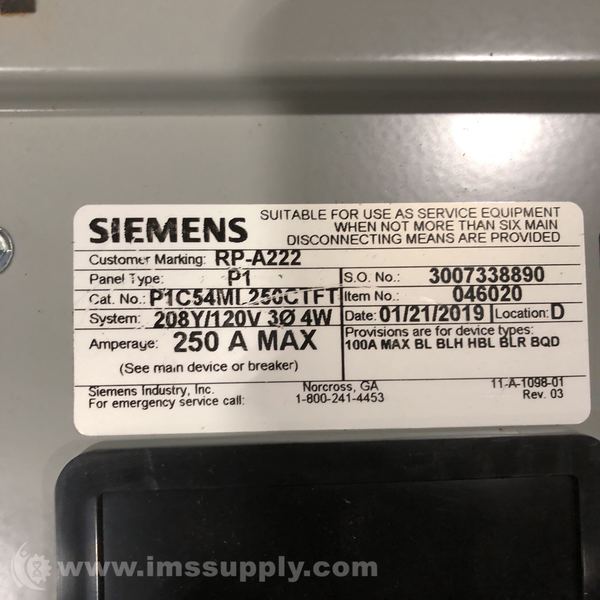 SIEMENS
SUITABLE FOR USE AS SERVICE EQUIPMENT
WHEN NOT MORE THAN SIX MAIN
DISCONNECTING MEANS ARE PROVIDED
Customer Marking: RP-A222
Panel Type: P1
S.O. No.: 3007338890
Cat. No.: P1C54ML250CTFT
Item No.: 046020
System: 208Y/120V 3Ø 4W
Date: 01/21/2019 Location: D
Amperage: 250 A MAX
(See main device or breaker)
Provisions are for device types:
100A MAX BL BLH HBL BLR BQD
Siemens Industry, Inc. Norcross, GA 11-A-1098-01
For emergency service call: 1-800-241-4453 Rev. 03
www.imssupply.com